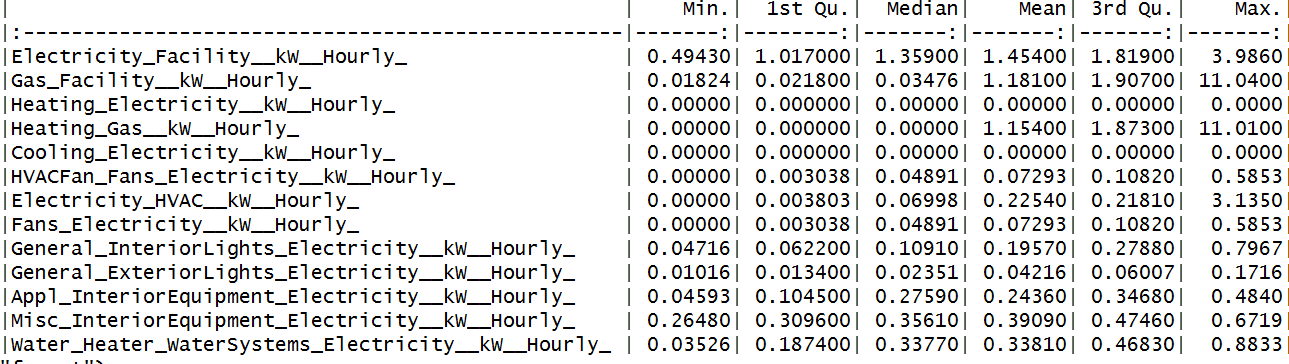 | | Min.| 1st Qu.| Median| Mean| 3rd Qu.| Max.|
|:--------------------------------------------------|-------:|--------:|-------:|-------:|-------:|-------:|
|Electricity_Facility__kW__Hourly_ | 0.49430| 1.017000| 1.35900| 1.45400| 1.81900| 3.9860|
|Gas_Facility__kW__Hourly_ | 0.01824| 0.021800| 0.03476| 1.18100| 1.90700| 11.0400|
|Heating_Electricity__kW__Hourly_ | 0.00000| 0.000000| 0.00000| 0.00000| 0.00000| 0.0000|
|Heating_Gas__kW__Hourly_ | 0.00000| 0.000000| 0.00000| 1.15400| 1.87300| 11.0100|
|Cooling_Electricity__kW__Hourly_ | 0.00000| 0.000000| 0.00000| 0.00000| 0.00000| 0.0000|
|HVACFan_Fans_Electricity__kW__Hourly_ | 0.00000| 0.003038| 0.04891| 0.07293| 0.10820| 0.5853|
|Electricity_HVAC__kW__Hourly_ | 0.00000| 0.003803| 0.06998| 0.22540| 0.21810| 3.1350|
|Fans_Electricity__kW__Hourly_ | 0.00000| 0.003038| 0.04891| 0.07293| 0.10820| 0.5853|
|General_InteriorLights_Electricity__kW__Hourly_ | 0.04716| 0.062200| 0.10910| 0.19570| 0.27880| 0.7967|
|General_ExteriorLights_Electricity__kW__Hourly_ | 0.01016| 0.013400| 0.02351| 0.04216| 0.06007| 0.1716|
|Appl_InteriorEquipment_Electricity__kW__Hourly_ | 0.04593| 0.104500| 0.27590| 0.24360| 0.34680| 0.4840|
|Misc_InteriorEquipment_Electricity__kW__Hourly_ | 0.26480| 0.309600| 0.35610| 0.39090| 0.47460| 0.6719|
|Water_Heater_WaterSystems_Electricity__kW__Hourly_ | 0.03526| 0.187400| 0.33770| 0.33810| 0.46830| 0.8833|